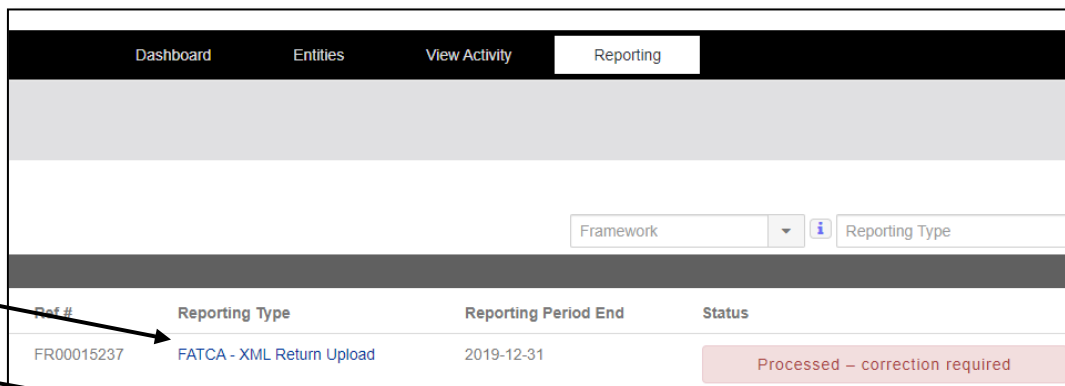 Dashboard Entities View Activity Reporting
Framework i Reporting Type
Ref # Reporting Type Reporting Period End Status
FR00015237 FATCA - XML Return Upload 2019-12-31 Processed – correction required